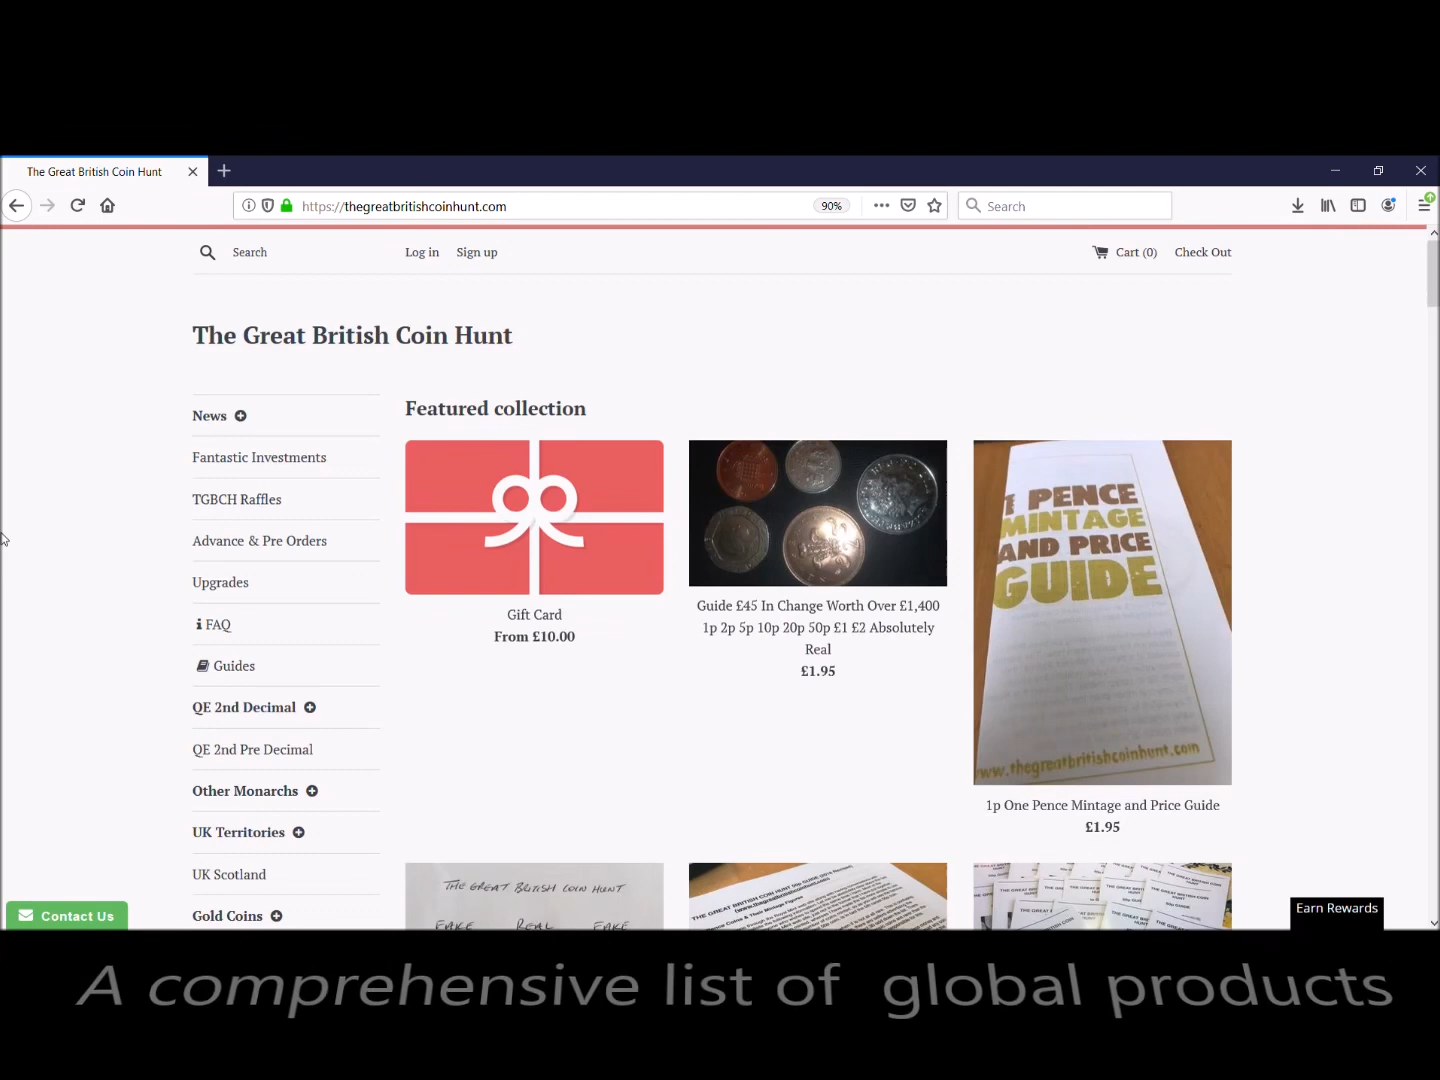 The Great British Coin Hunt
https://thegreatbritishcoinhunt.com
90%
Search
Search
Log in
Sign up
Cart (0)
Check Out
The Great British Coin Hunt
News
Fantastic Investments
TGBCH Raffles
Advance & Pre Orders
Upgrades
FAQ
Guides
QE 2nd Decimal
QE 2nd Pre Decimal
Other Monarchs
UK Territories
UK Scotland
Gold Coins
Contact Us
Featured collection
Gift Card
From £10.00
Guide £45 In Change Worth Over £1,400
1p 2p 5p 10p 20p 50p £1 £2 Absolutely
Real
£1.95
1 PENCE
MINTAGE
AND PRICE
GUIDE
www.thegreatbritishcoinhunt.com
1p One Pence Mintage and Price Guide
£1.95
THE GREAT BRITISH COIN HUNT
FAKE REAL FAKE
Earn Rewards
A comprehensive list of global products